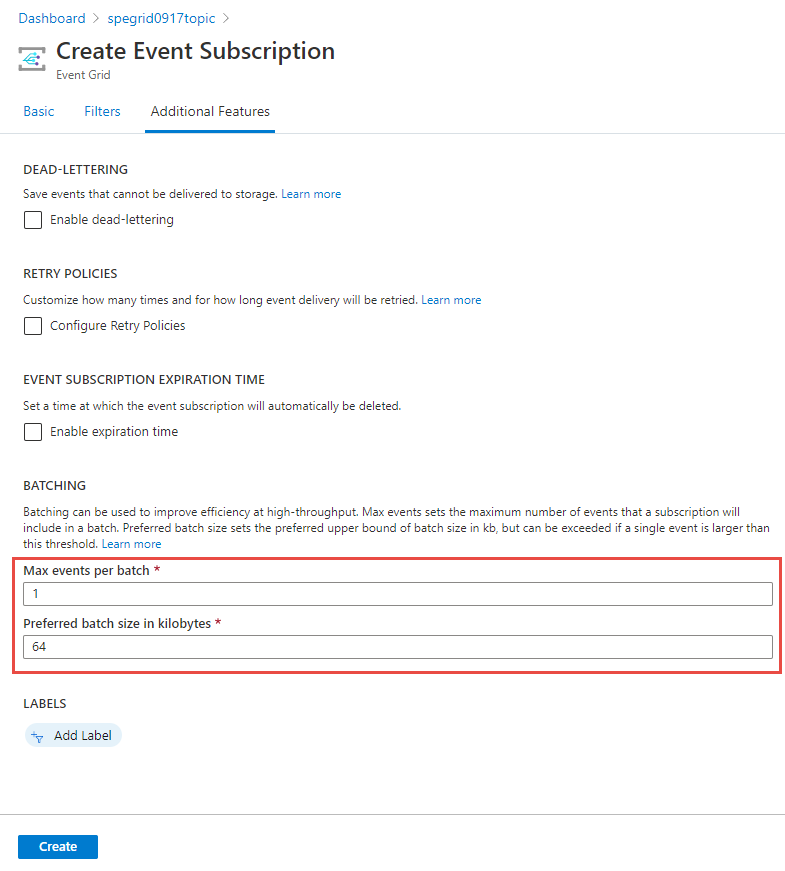 Dashboard > spegrid0917topic >
Create Event Subscription
Event Grid
Basic Filters Additional Features
DEAD-LETTERING
Save events that cannot be delivered to storage. Learn more
Enable dead-lettering
RETRY POLICIES
Customize how many times and for how long event delivery will be retried. Learn more
Configure Retry Policies
EVENT SUBSCRIPTION EXPIRATION TIME
Set a time at which the event subscription will automatically be deleted.
Enable expiration time
BATCHING
Batching can be used to improve efficiency at high-throughput. Max events sets the maximum number of events that a subscription will
include in a batch. Preferred batch size sets the preferred upper bound of batch size in kb, but can be exceeded if a single event is larger than
this threshold. Learn more
Max events per batch *
1
Preferred batch size in kilobytes *
64
LABELS
Add Label
Create